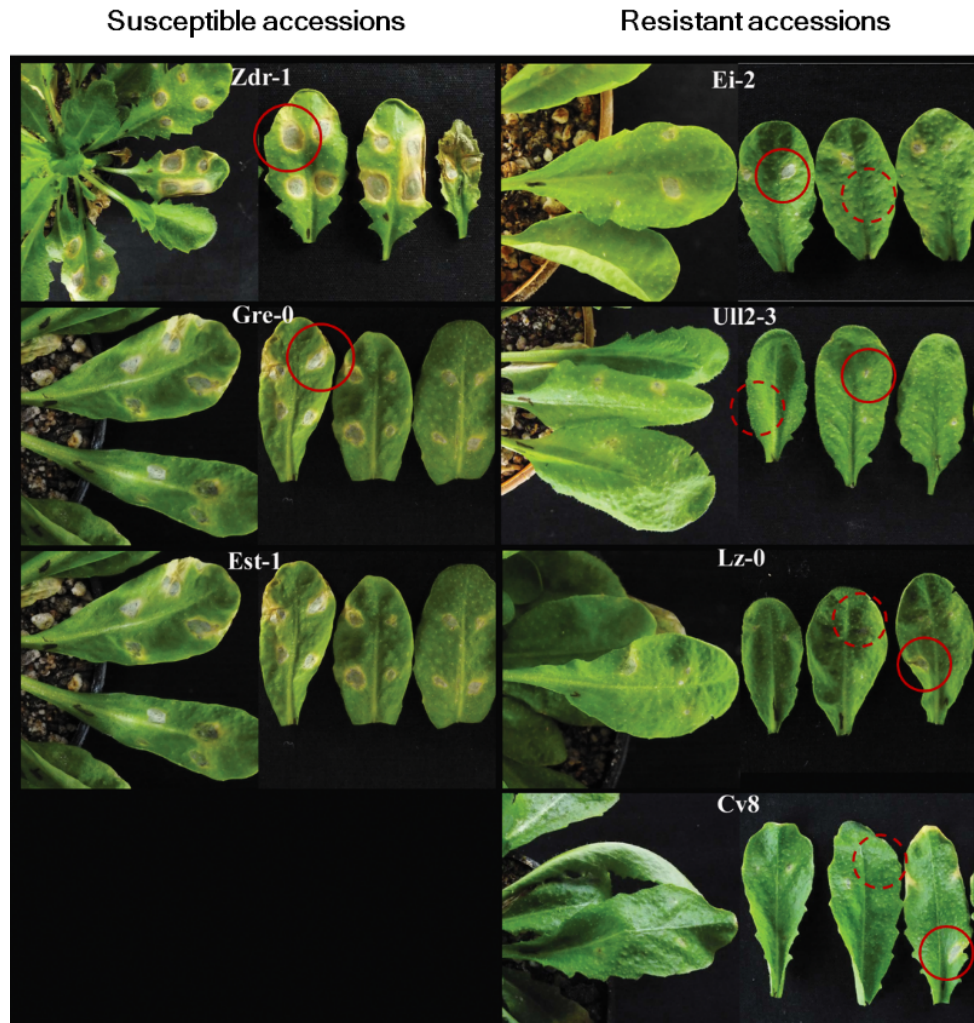 Susceptible accessions
Resistant accessions
Zdr-1
Ei-2
Gre-0
Ull2-3
Est-1
Lz-0
Cv8